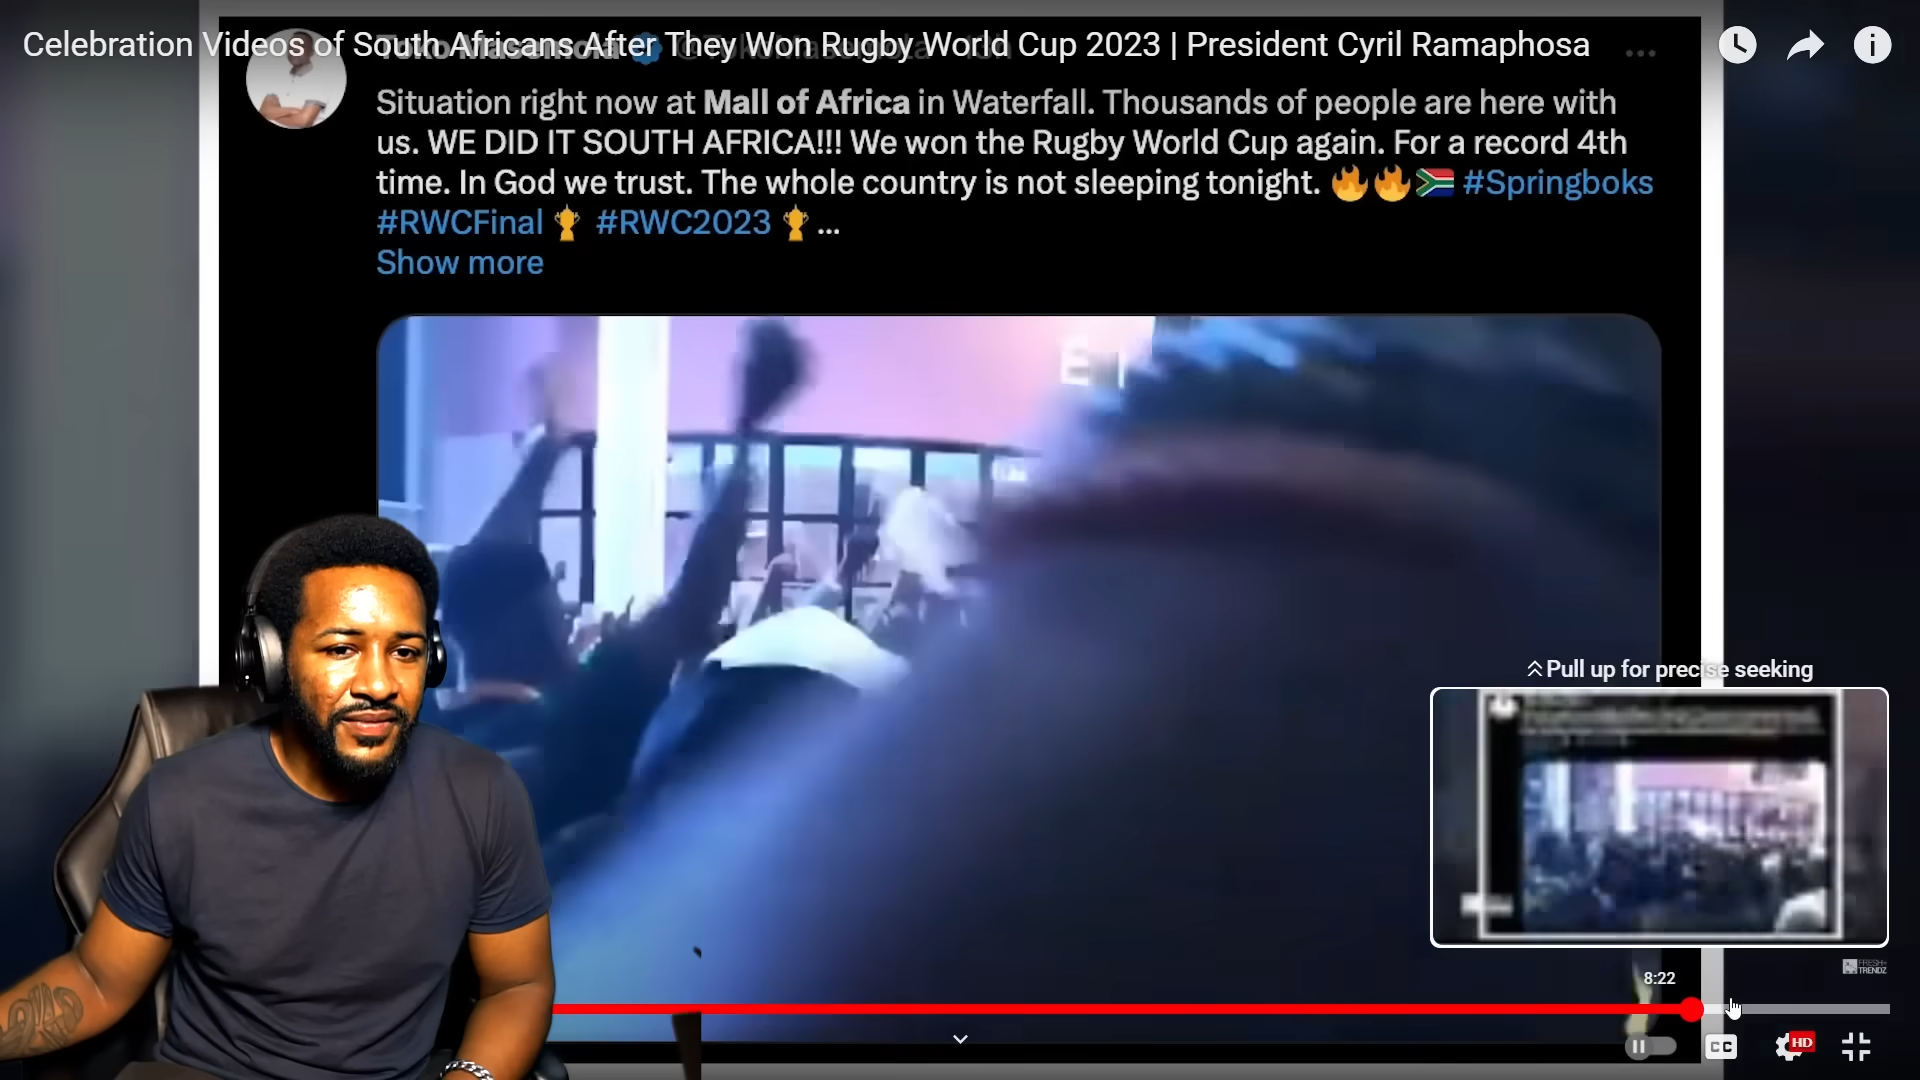 Celebration Videos of South Africans After They Won Rugby World Cup 2023 | President Cyril Ramaphosa
Situation right now at Mall of Africa in Waterfall. Thousands of people are here with
us. WE DID IT SOUTH AFRICA!!! We won the Rugby World Cup again. For a record 4th
time. In God we trust. The whole country is not sleeping tonight. 🔥🔥🇿🇦 #Springboks
#RWCFinal🏆 #RWC2023🏆...
Show more
Pull up for precise seeking
FRESH
TRENDZ
8:22
CC
HD